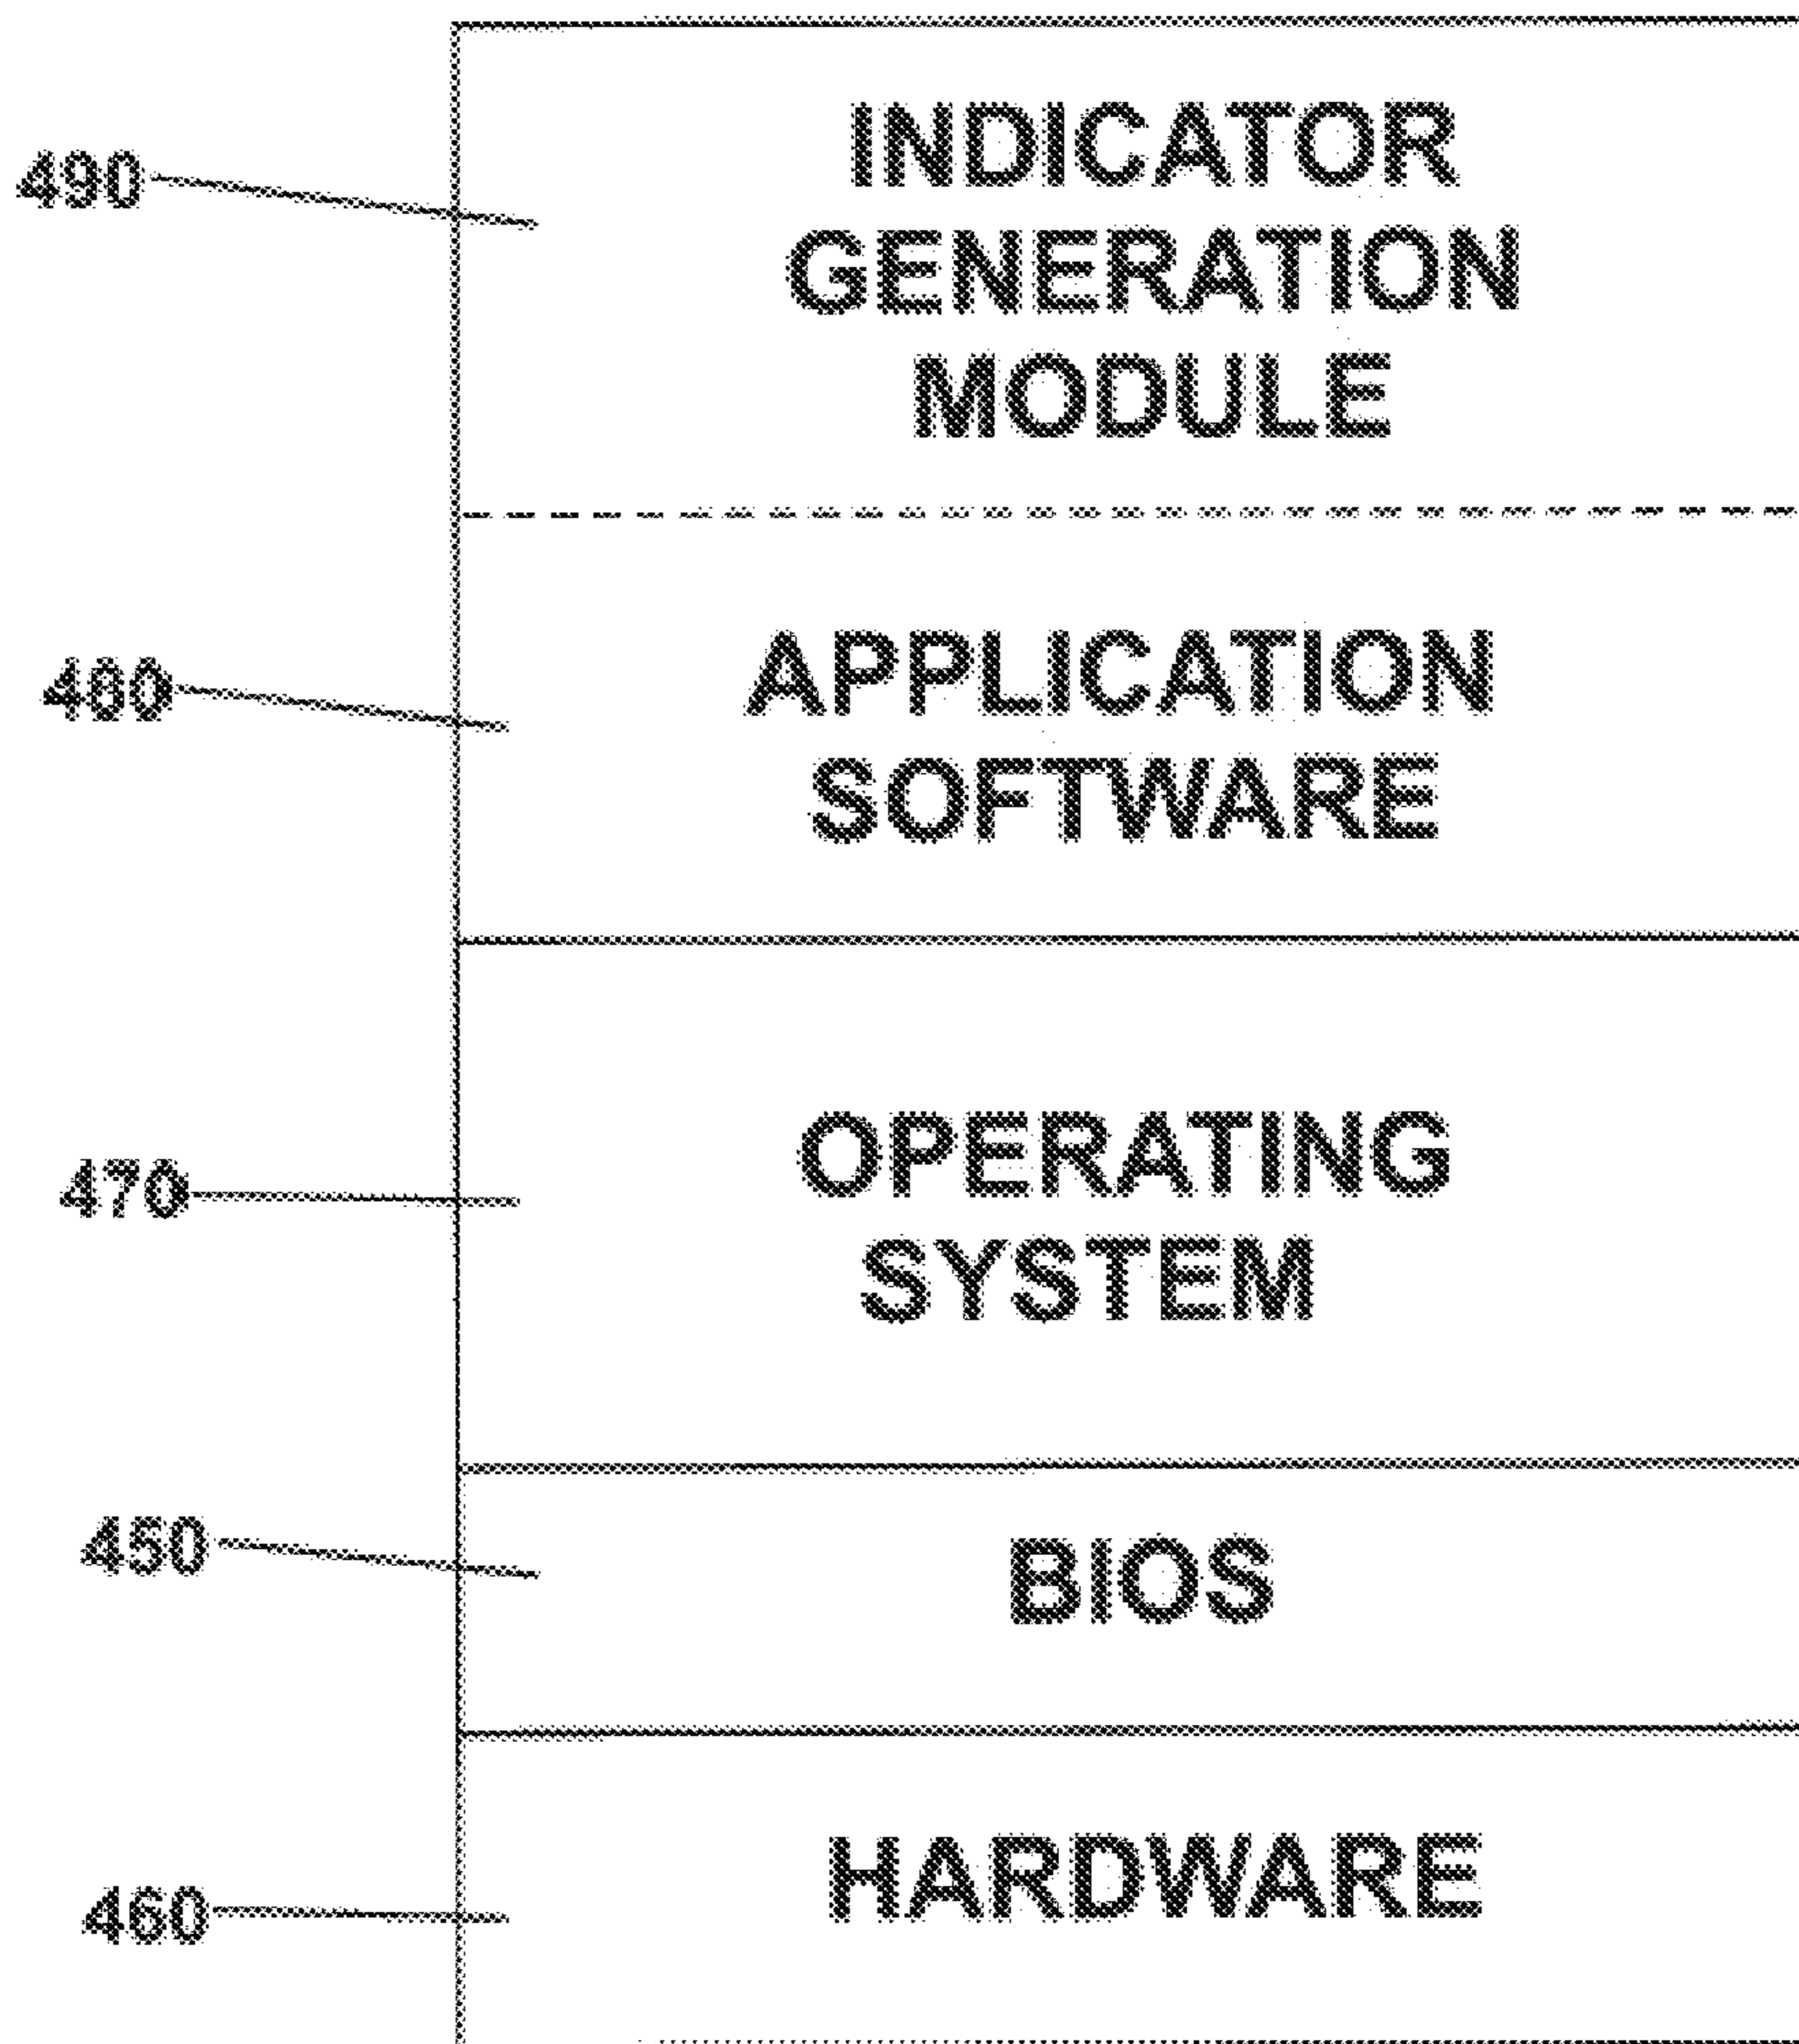 490
INDICATOR
GENERATION
MODULE
480
APPLICATION
SOFTWARE
470
OPERATING
SYSTEM
450
BIOS
460
HARDWARE